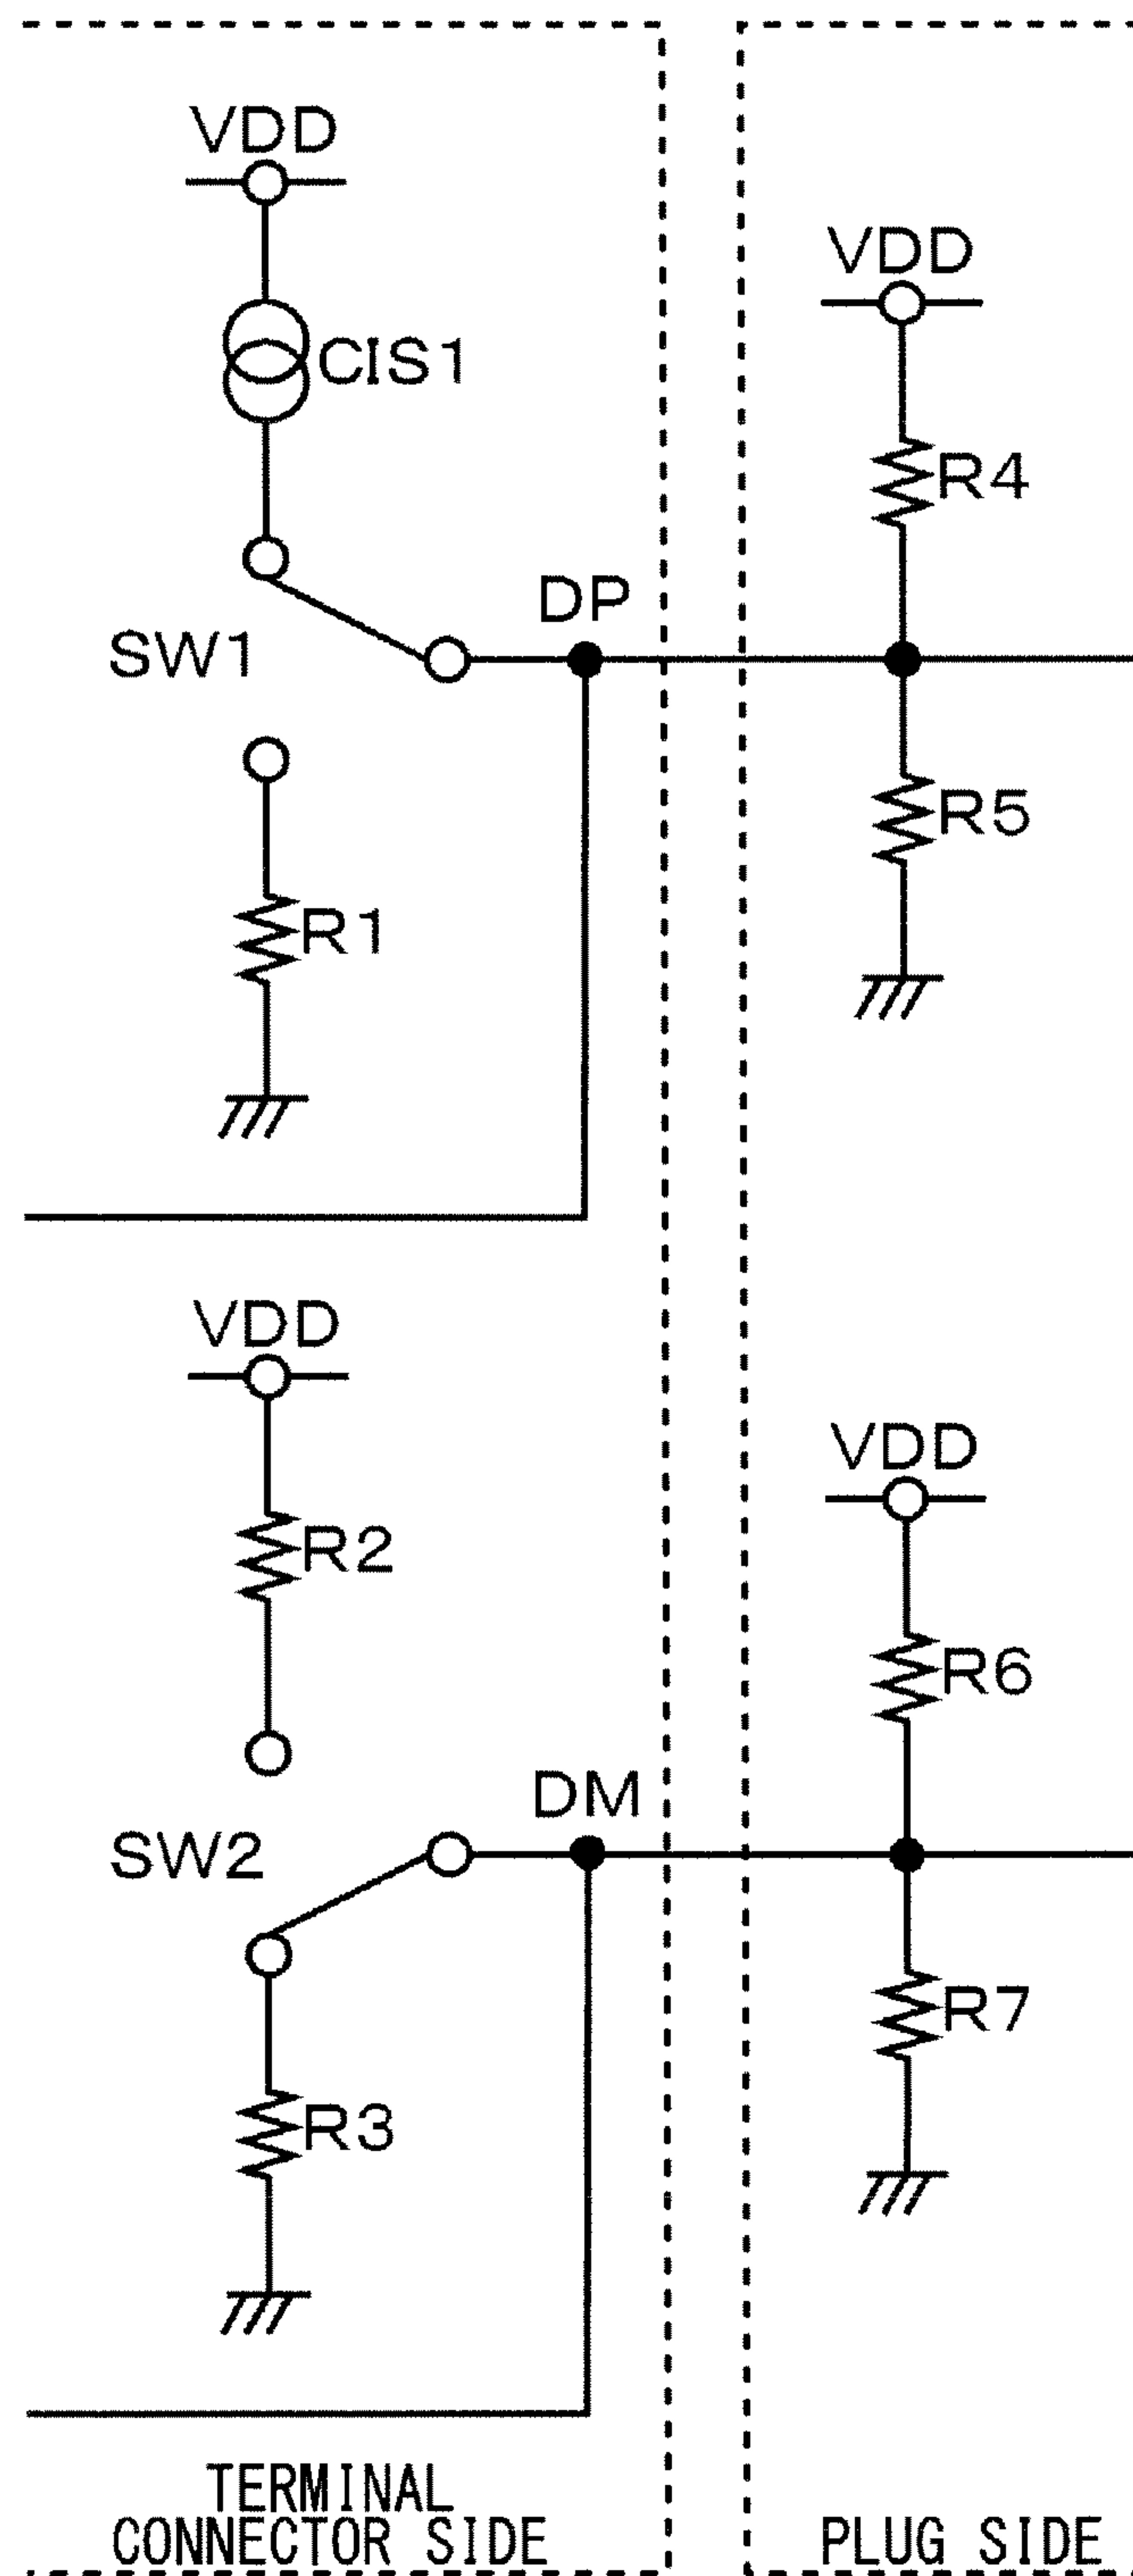 VDD
VDD
CIS1
R4
DP
SW1
R5
R1
VDD
VDD
R2
R6
DM
SW2
R7
R3
TERMINAL
CONNECTOR SIDE
PLUG SIDE